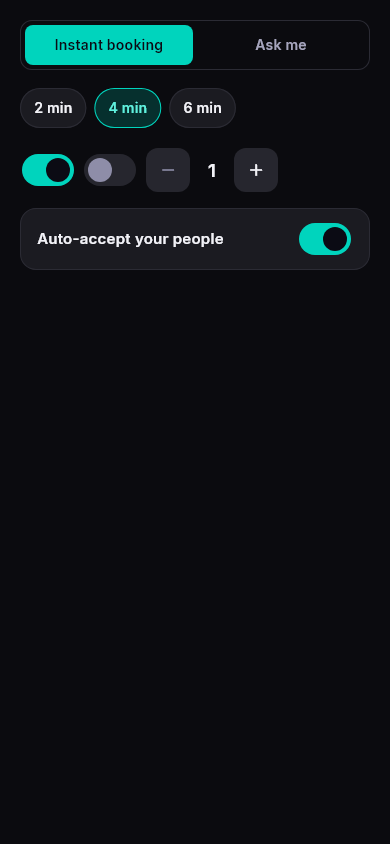 Instant booking
Ask me
2 min
4 min
6 min
− 1 +
Auto-accept your people